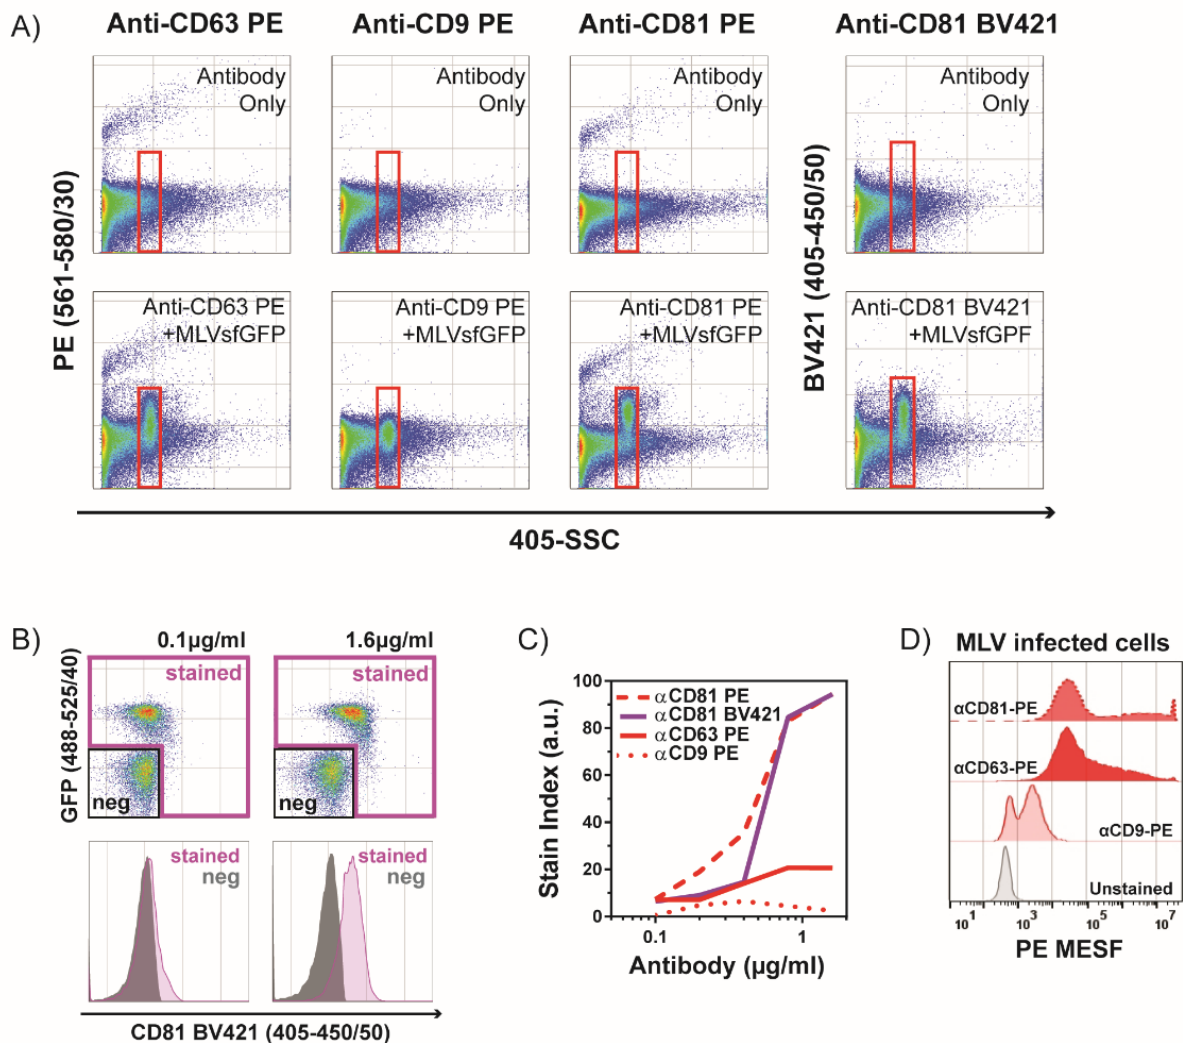 A)
Anti-CD63 PE
Anti-CD9 PE
Anti-CD81 PE
Anti-CD81 BV421
PE (561-580/30)
BV421 (405-450/50)
Antibody
Only
Antibody
Only
Antibody
Only
Antibody
Only
Anti-CD63 PE
+MLVsfGFP
Anti-CD9 PE
+MLVsfGFP
Anti-CD81 PE
+MLVsfGFP
Anti-CD81 BV421
+MLVsfGPF
405-SSC
B)
0.1µg/ml
1.6µg/ml
GFP (488-525/40)
stained
neg
stained
neg
stained
neg
stained
neg
CD81 BV421 (405-450/50)
C)
Stain Index (a.u.)
100
80
60
40
20
0
αCD81 PE
αCD81 BV421
αCD63 PE
αCD9 PE
0.1
1
Antibody (µg/ml)
D)
MLV infected cells
αCD81-PE
αCD63-PE
αCD9-PE
Unstained
10¹
10³
10⁵
10⁷
PE MESF